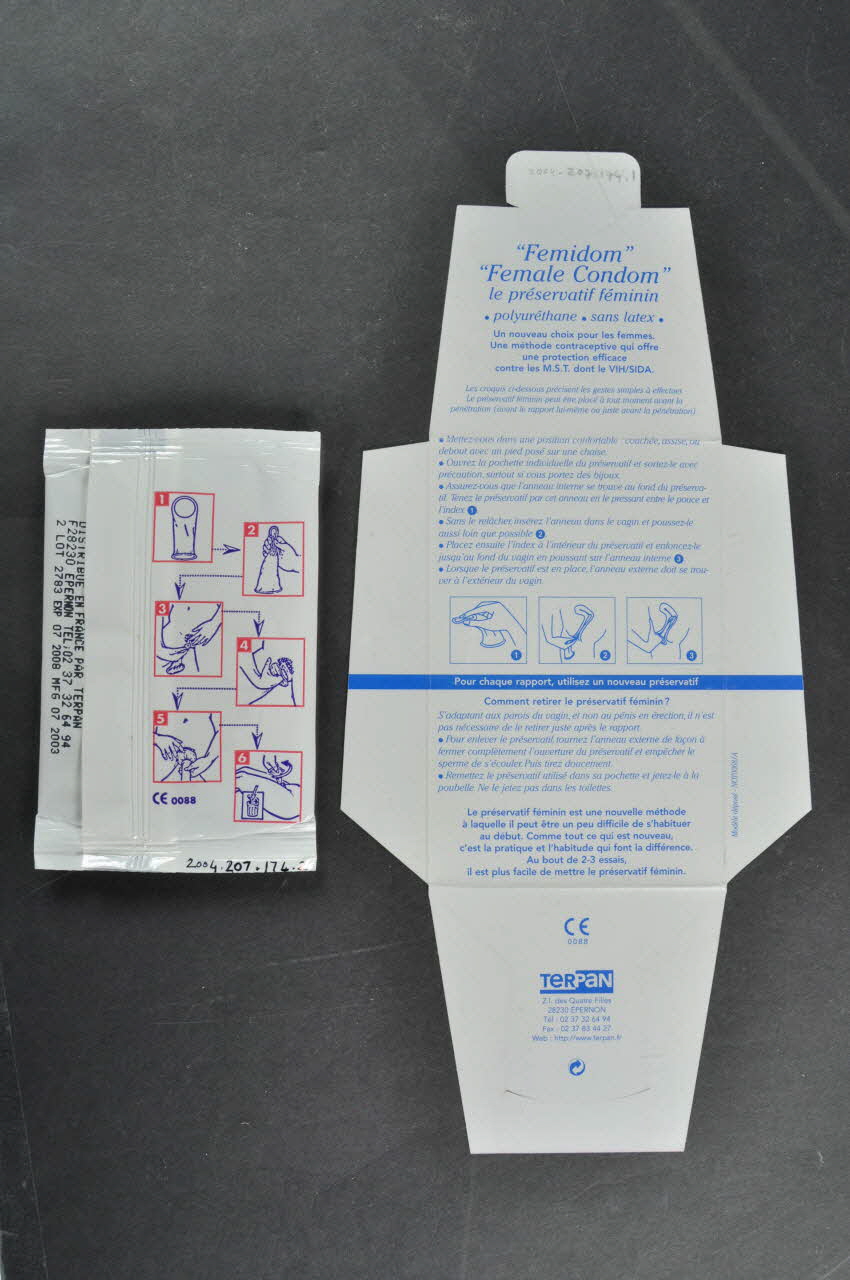 1
2
3
4
5
6
CE 0088
DISTRIBUE EN FRANCE PAR TERPAN
F28230 EPERNON TEL:02 37 32 64 94
2 LOT 2783 EXP 07 2008 MFG 07 2003
2004.207.174.2
2004-207.174.1
“Femidom”
“Female Condom”
le préservatif féminin
• polyuréthane • sans latex •
Un nouveau choix pour les femmes.
Une méthode contraceptive qui offre
une protection efficace
contre les M.S.T. dont le VIH/SIDA.
Les croquis ci-dessous précisent les gestes simples à effectuer.
Le préservatif féminin peut être placé à tout moment avant la
pénétration (avant le rapport lui-même ou juste avant la pénétration)
• Mettez-vous dans une position confortable : couchée, assise, ou
debout avec un pied posé sur une chaise.
• Ouvrez la pochette individuelle du préservatif et sortez-le avec
précaution, surtout si vous portez des bijoux.
• Assurez-vous que l'anneau interne se trouve au fond du préserva-
tif. Tenez le préservatif par cet anneau en le pressant entre le pouce et
l'index 1.
• Sans le relâcher, insérez l'anneau dans le vagin et poussez-le
aussi loin que possible 2.
• Placez ensuite l'index à l'intérieur du préservatif et enfoncez-le
jusqu'au fond du vagin en poussant sur l'anneau interne 3.
• Lorsque le préservatif est en place, l'anneau externe doit se trou-
ver à l'extérieur du vagin.
1
2
3
Pour chaque rapport, utilisez un nouveau préservatif
Comment retirer le préservatif féminin ?
S'adaptant aux parois du vagin, et non au pénis en érection, il n'est
pas nécessaire de le retirer juste après le rapport.
• Pour enlever le préservatif, tournez l'anneau externe de façon à
fermer complètement l'ouverture du préservatif et empêcher le
sperme de s'écouler. Puis tirez doucement.
• Remettez le préservatif utilisé dans sa pochette et jetez-le à la
poubelle. Ne le jetez pas dans les toilettes.
Le préservatif féminin est une nouvelle méthode
à laquelle il peut être un peu difficile de s'habituer
au début. Comme tout ce qui est nouveau,
c'est la pratique et l'habitude qui font la différence.
Au bout de 2-3 essais,
il est plus facile de mettre le préservatif féminin.
CE
0088
TERPAN
Z.I. des Quatre Filles
28230 EPERNON
Tél : 02 37 32 64 94
Fax : 02 37 83 44 27
Web : http://www.terpan.fr